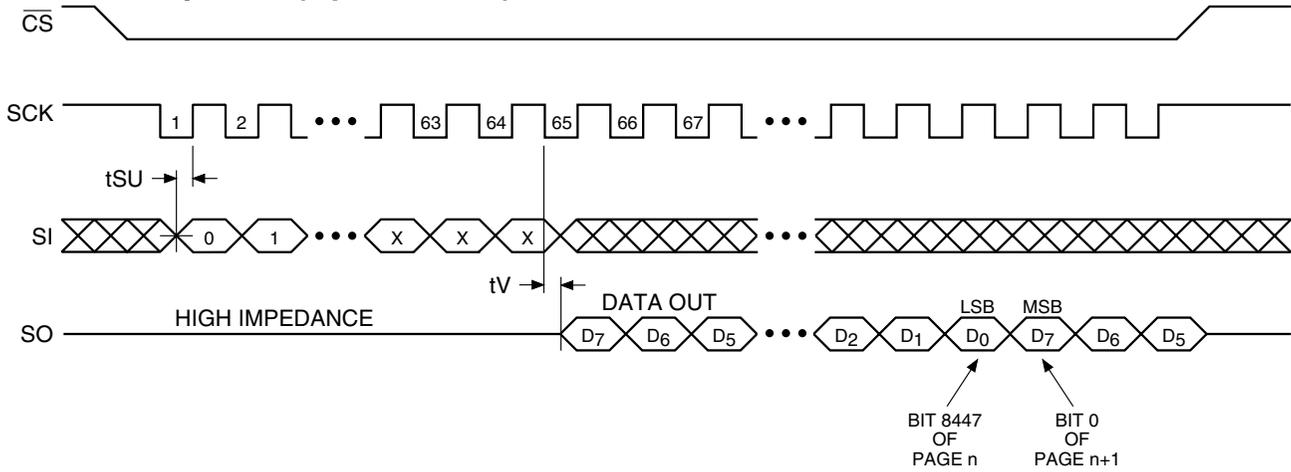 CS
SCK 1 2 ••• 63 64 65 66 67 •••
tSU
SI 0 1 ••• X X X •••
tV
HIGH IMPEDANCE DATA OUT LSB MSB
SO D7 D6 D5 ••• D2 D1 D0 D7 D6 D5
BIT 8447 BIT 0
OF OF
PAGE n PAGE n+1